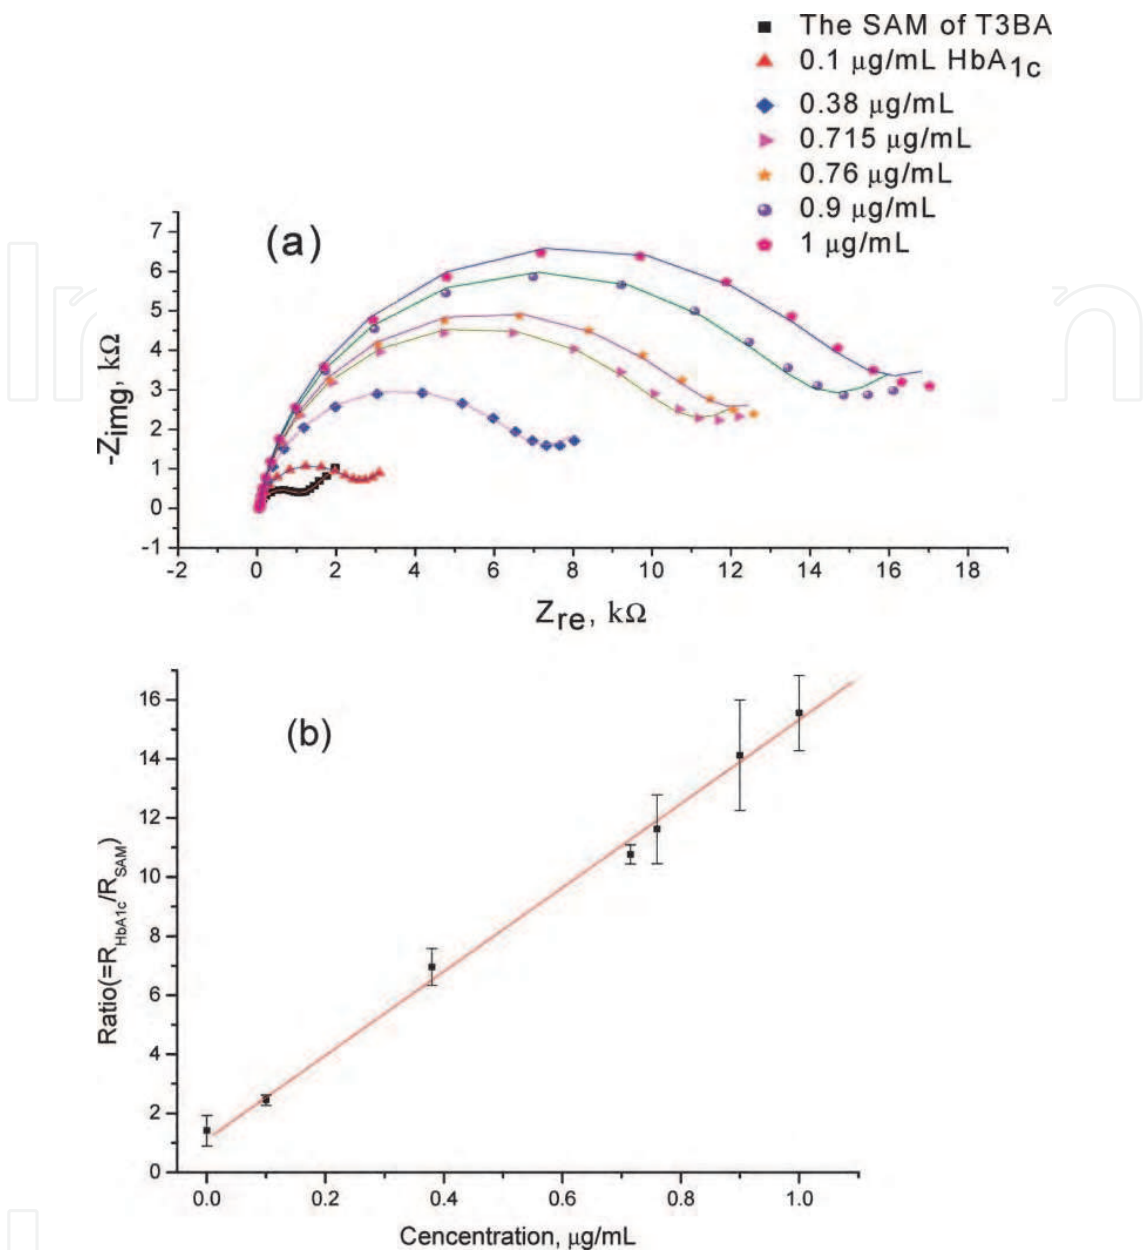 The SAM of T3BA
0.1 μg/mL HbA1c
0.38 μg/mL
0.715 μg/mL
0.76 μg/mL
0.9 μg/mL
1 μg/mL
(a)
7
6
5
4
3
2
1
0
-1
-Zimg, kΩ
-2 0 2 4 6 8 10 12 14 16 18
Zre, kΩ
(b)
16
14
12
10
8
6
4
2
0
Ratio(=RHbA1c/RSAM)
0.0 0.2 0.4 0.6 0.8 1.0
Cencentration, μg/mL